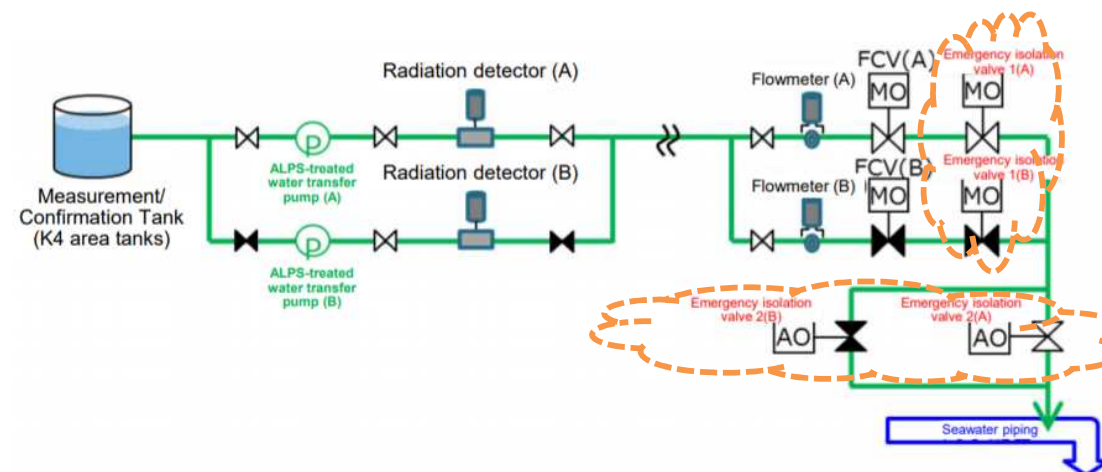 Measurement/
Confirmation Tank
(K4 area tanks)
Radiation detector (A)
P
ALPS-treated
water transfer
pump (A)
Radiation detector (B)
P
ALPS-treated
water transfer
pump (B)
Flowmeter (A)
FCV(A)
MO
Emergency isolation
valve 1(A)
MO
Flowmeter (B)
FCV(B)
MO
Emergency isolation
valve 1(B)
MO
Emergency isolation
valve 2(B)
AO
Emergency isolation
valve 2(A)
AO
Seawater piping